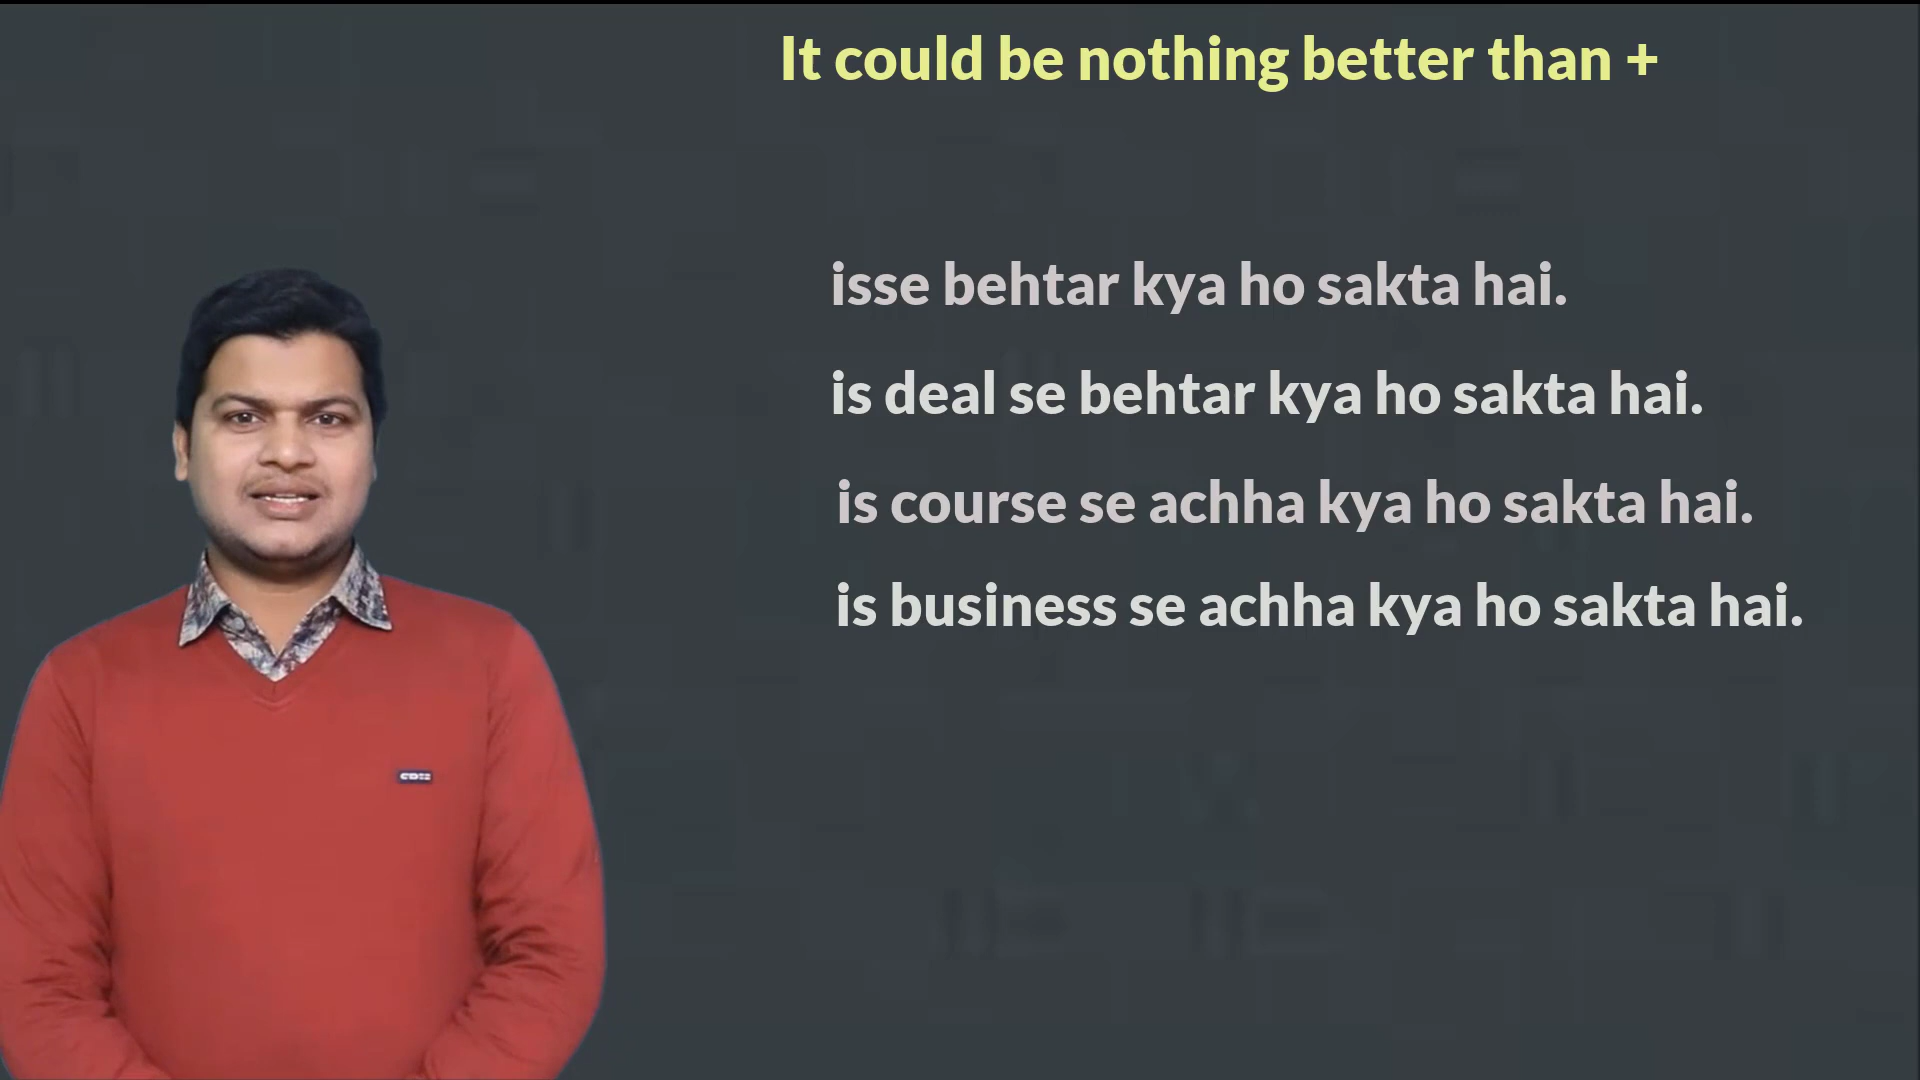 It could be nothing better than +
isse behtar kya ho sakta hai.
is deal se behtar kya ho sakta hai.
is course se achha kya ho sakta hai.
is business se achha kya ho sakta hai.